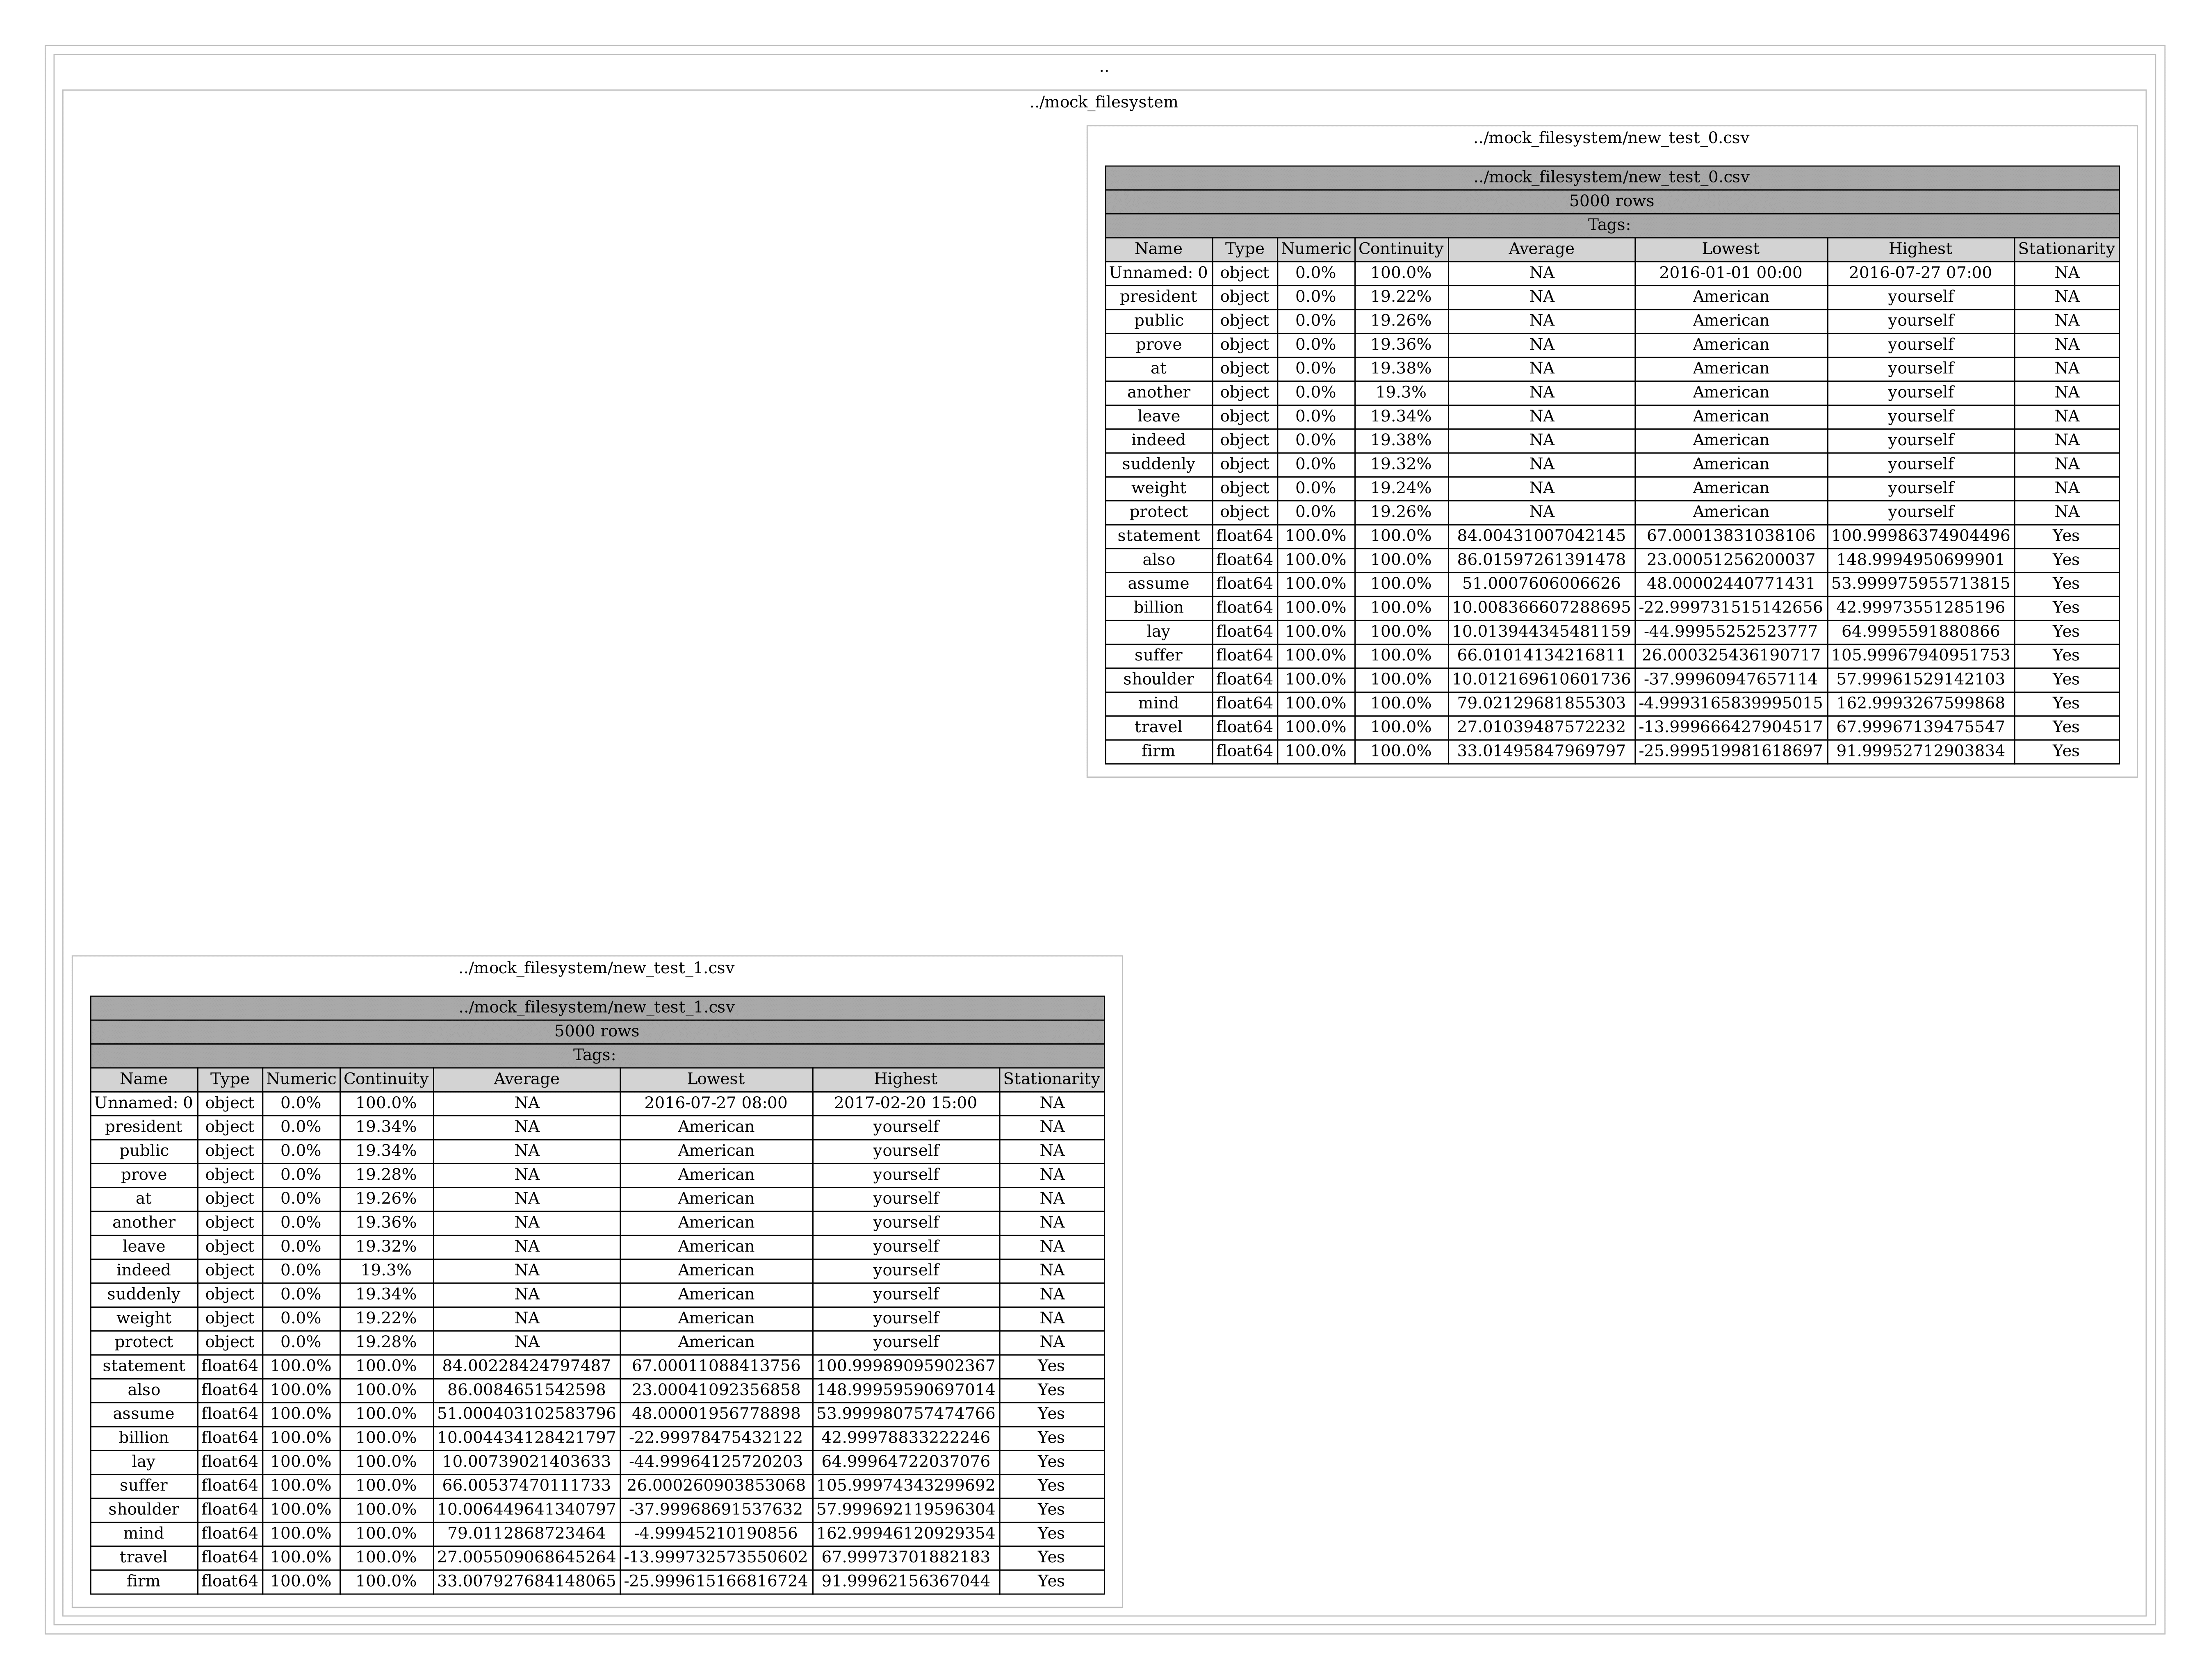 ..
../mock_filesystem
../mock_filesystem/new_test_0.csv
../mock_filesystem/new_test_0.csv
5000 rows
Tags:
Name Type Numeric Continuity Average Lowest Highest Stationarity
Unnamed: 0 object 0.0% 100.0% NA 2016-01-01 00:00 2016-07-27 07:00 NA
president object 0.0% 19.22% NA American yourself NA
public object 0.0% 19.26% NA American yourself NA
prove object 0.0% 19.36% NA American yourself NA
at object 0.0% 19.38% NA American yourself NA
another object 0.0% 19.3% NA American yourself NA
leave object 0.0% 19.34% NA American yourself NA
indeed object 0.0% 19.38% NA American yourself NA
suddenly object 0.0% 19.32% NA American yourself NA
weight object 0.0% 19.24% NA American yourself NA
protect object 0.0% 19.26% NA American yourself NA
statement float64 100.0% 100.0% 84.00431007042145 67.00013831038106 100.99986374904496 Yes
also float64 100.0% 100.0% 86.01597261391478 23.00051256200037 148.9994950699901 Yes
assume float64 100.0% 100.0% 51.0007606006626 48.00002440771431 53.999975955713815 Yes
billion float64 100.0% 100.0% 10.008366607288695 -22.999731515142656 42.99973551285196 Yes
lay float64 100.0% 100.0% 10.013944345481159 -44.99955252523777 64.9995591880866 Yes
suffer float64 100.0% 100.0% 66.01014134216811 26.000325436190717 105.99967940951753 Yes
shoulder float64 100.0% 100.0% 10.012169610601736 -37.99960947657114 57.99961529142103 Yes
mind float64 100.0% 100.0% 79.02129681855303 -4.9993165839995015 162.9993267599868 Yes
travel float64 100.0% 100.0% 27.01039487572232 -13.999666427904517 67.99967139475547 Yes
firm float64 100.0% 100.0% 33.01495847969797 -25.999519981618697 91.99952712903834 Yes
../mock_filesystem/new_test_1.csv
../mock_filesystem/new_test_1.csv
5000 rows
Tags:
Name Type Numeric Continuity Average Lowest Highest Stationarity
Unnamed: 0 object 0.0% 100.0% NA 2016-07-27 08:00 2017-02-20 15:00 NA
president object 0.0% 19.34% NA American yourself NA
public object 0.0% 19.34% NA American yourself NA
prove object 0.0% 19.28% NA American yourself NA
at object 0.0% 19.26% NA American yourself NA
another object 0.0% 19.36% NA American yourself NA
leave object 0.0% 19.32% NA American yourself NA
indeed object 0.0% 19.3% NA American yourself NA
suddenly object 0.0% 19.34% NA American yourself NA
weight object 0.0% 19.22% NA American yourself NA
protect object 0.0% 19.28% NA American yourself NA
statement float64 100.0% 100.0% 84.00228424797487 67.00011088413756 100.99989095902367 Yes
also float64 100.0% 100.0% 86.0084651542598 23.00041092356858 148.99959590697014 Yes
assume float64 100.0% 100.0% 51.000403102583796 48.00001956778898 53.999980757474766 Yes
billion float64 100.0% 100.0% 10.004434128421797 -22.99978475432122 42.99978833222246 Yes
lay float64 100.0% 100.0% 10.00739021403633 -44.99964125720203 64.99964722037076 Yes
suffer float64 100.0% 100.0% 66.00537470111733 26.000260903853068 105.99974343299692 Yes
shoulder float64 100.0% 100.0% 10.006449641340797 -37.99968691537632 57.999692119596304 Yes
mind float64 100.0% 100.0% 79.0112868723464 -4.99945210190856 162.99946120929354 Yes
travel float64 100.0% 100.0% 27.005509068645264 -13.999732573550602 67.99973701882183 Yes
firm float64 100.0% 100.0% 33.007927684148065 -25.999615166816724 91.99962156367044 Yes